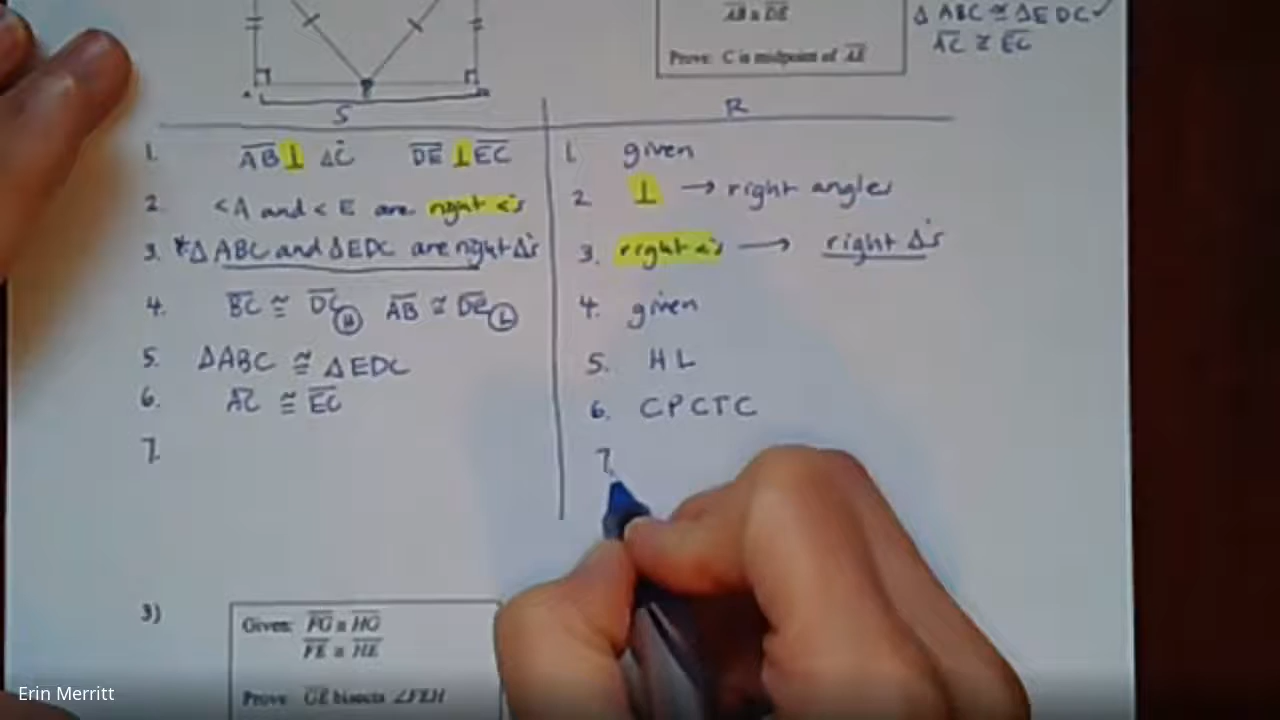 AB ≅ DE
Prove: C is midpoint of AE
Δ ABC ≅ Δ EDC ✓
AC ≅ EC
S R
1. AB ⊥ AC DE ⊥ EC 1. given
2. <A and <E are right <'s 2. ⊥ → right angles
3. *Δ ABC and Δ EDC are right Δ's 3. right <'s → right Δ's
4. BC ≅ DC (H) AB ≅ DE (L) 4. given
5. ΔABC ≅ ΔEDC 5. HL
6. AC ≅ EC 6. CPCTC
7. 7.
3)
Given: FG ≅ HG
FE ≅ HE
Prove: GE bisects ∠FEH
Erin Merritt